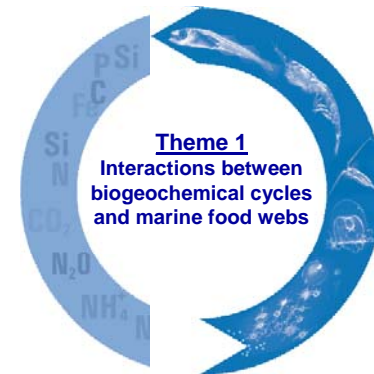 P Si
Fe
C
Si
N
CO₂
N₂O
NH₄⁺
N
Theme 1
Interactions between
biogeochemical cycles
and marine food webs